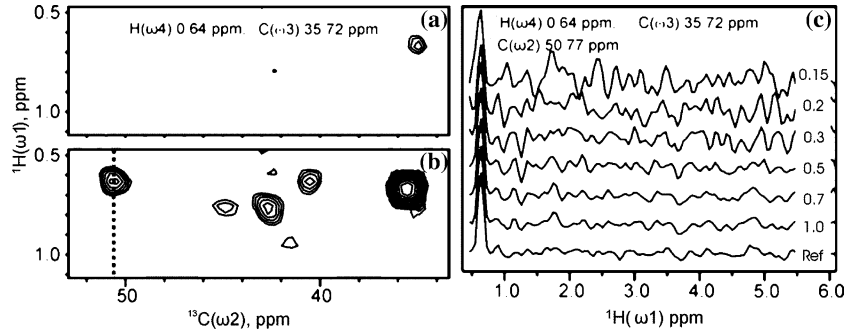 (a)
H(ω4) 0 64 ppm. C(ω3) 35 72 ppm
0.5
1.0
¹H(ω1), ppm
(b)
0.5
1.0
50
40
¹³C(ω2), ppm
(c)
H(ω4) 0 64 ppm C(ω3) 35 72 ppm
C(ω2) 50 77 ppm
0.15
0.2
0.3
0.5
0.7
1.0
Ref
1.0
2.0
3.0
4.0
5.0
6.0
¹H(ω1) ppm